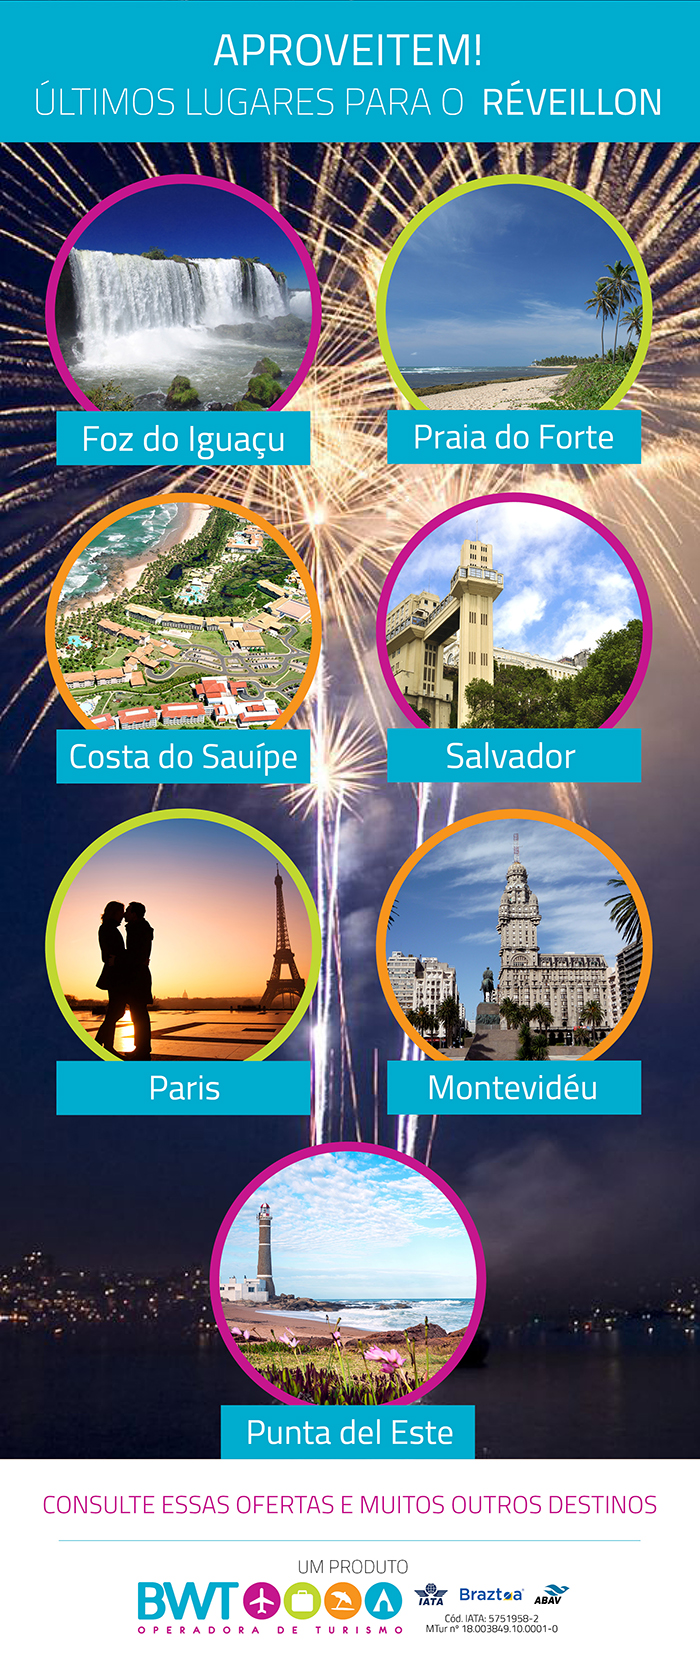 APROVEITEM!
ÚLTIMOS LUGARES PARA O RÉVEILLON
Foz do Iguaçu
Praia do Forte
Costa do Sauípe
Salvador
Paris
Montevidéu
Punta del Este
CONSULTE ESSAS OFERTAS E MUITOS OUTROS DESTINOS
UM PRODUTO
BWT
OPERADORA DE TURISMO
IATA
Braztoa
ABAV
Cód. IATA: 5751958-2
MTur nº 18.003849.10.0001-0